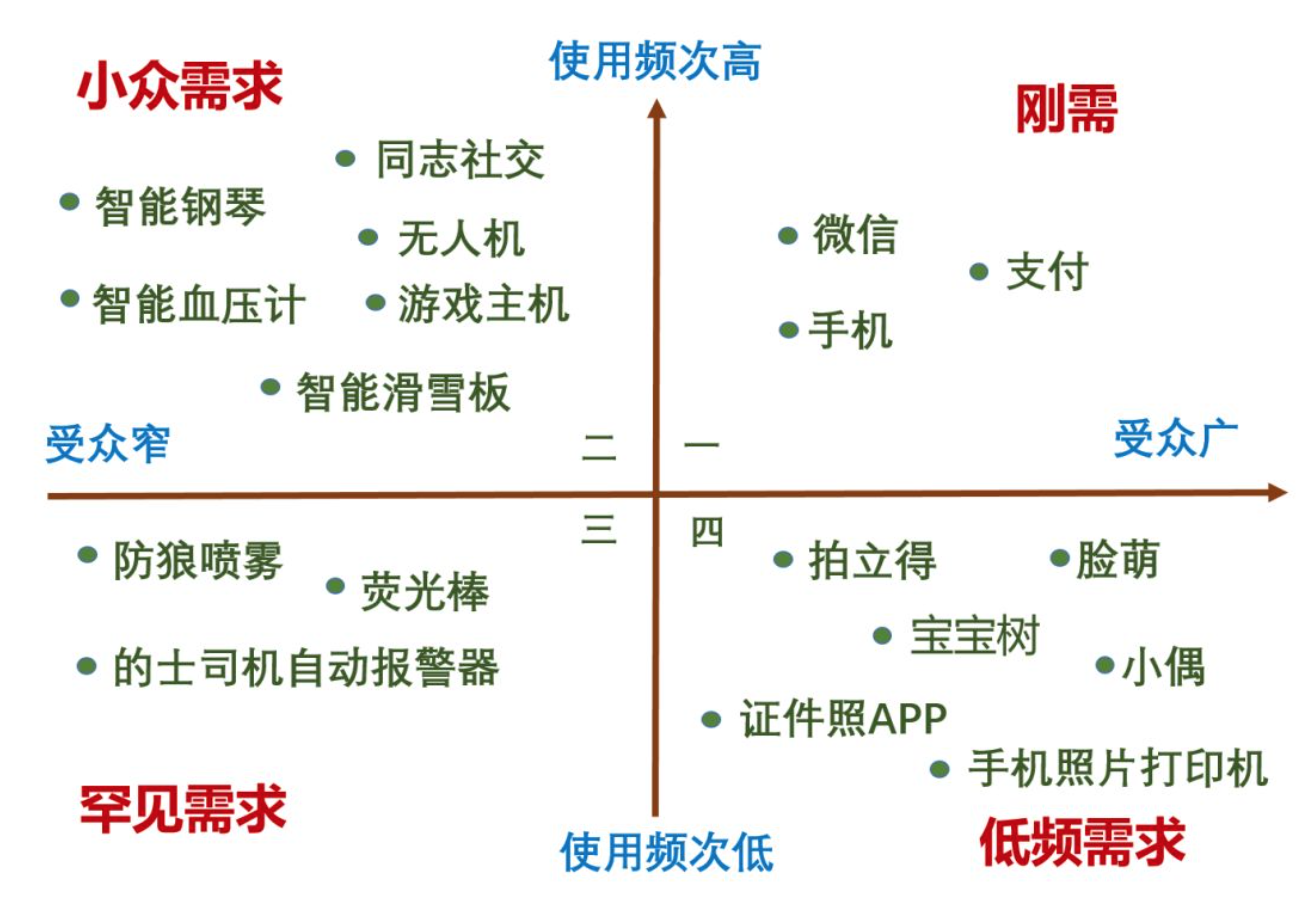 使用频次高
小众需求
刚需
同志社交
智能钢琴
无人机
微信
支付
智能血压计
游戏主机
手机
智能滑雪板
受众窄
二
一
受众广
三
四
防狼喷雾
荧光棒
拍立得
脸萌
宝宝树
的士司机自动报警器
小偶
证件照APP
手机照片打印机
罕见需求
使用频次低
低频需求